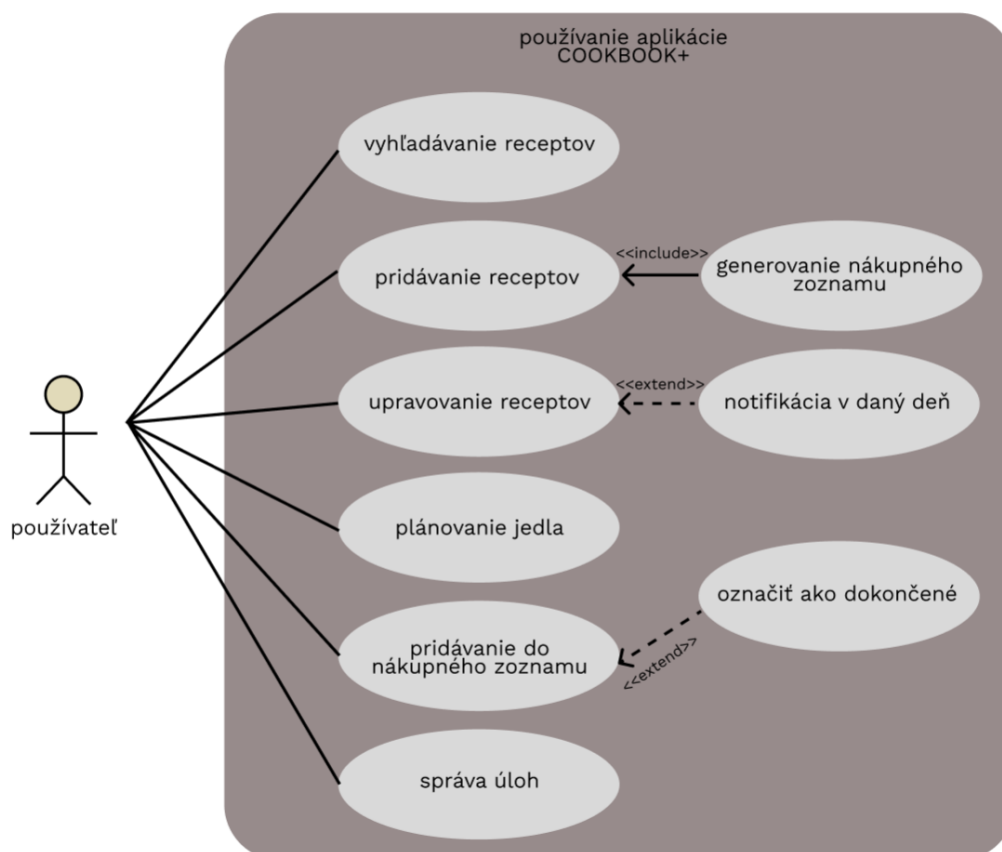 používanie aplikácie
COOKBOOK+
vyhľadávanie receptov
pridávanie receptov
<<include>>
generovanie nákupného
zoznamu
upravovanie receptov
<<extend>>
notifikácia v daný deň
používateľ
plánovanie jedla
označiť ako dokončené
pridávanie do
nákupného zoznamu
<<extend>>
správa úloh